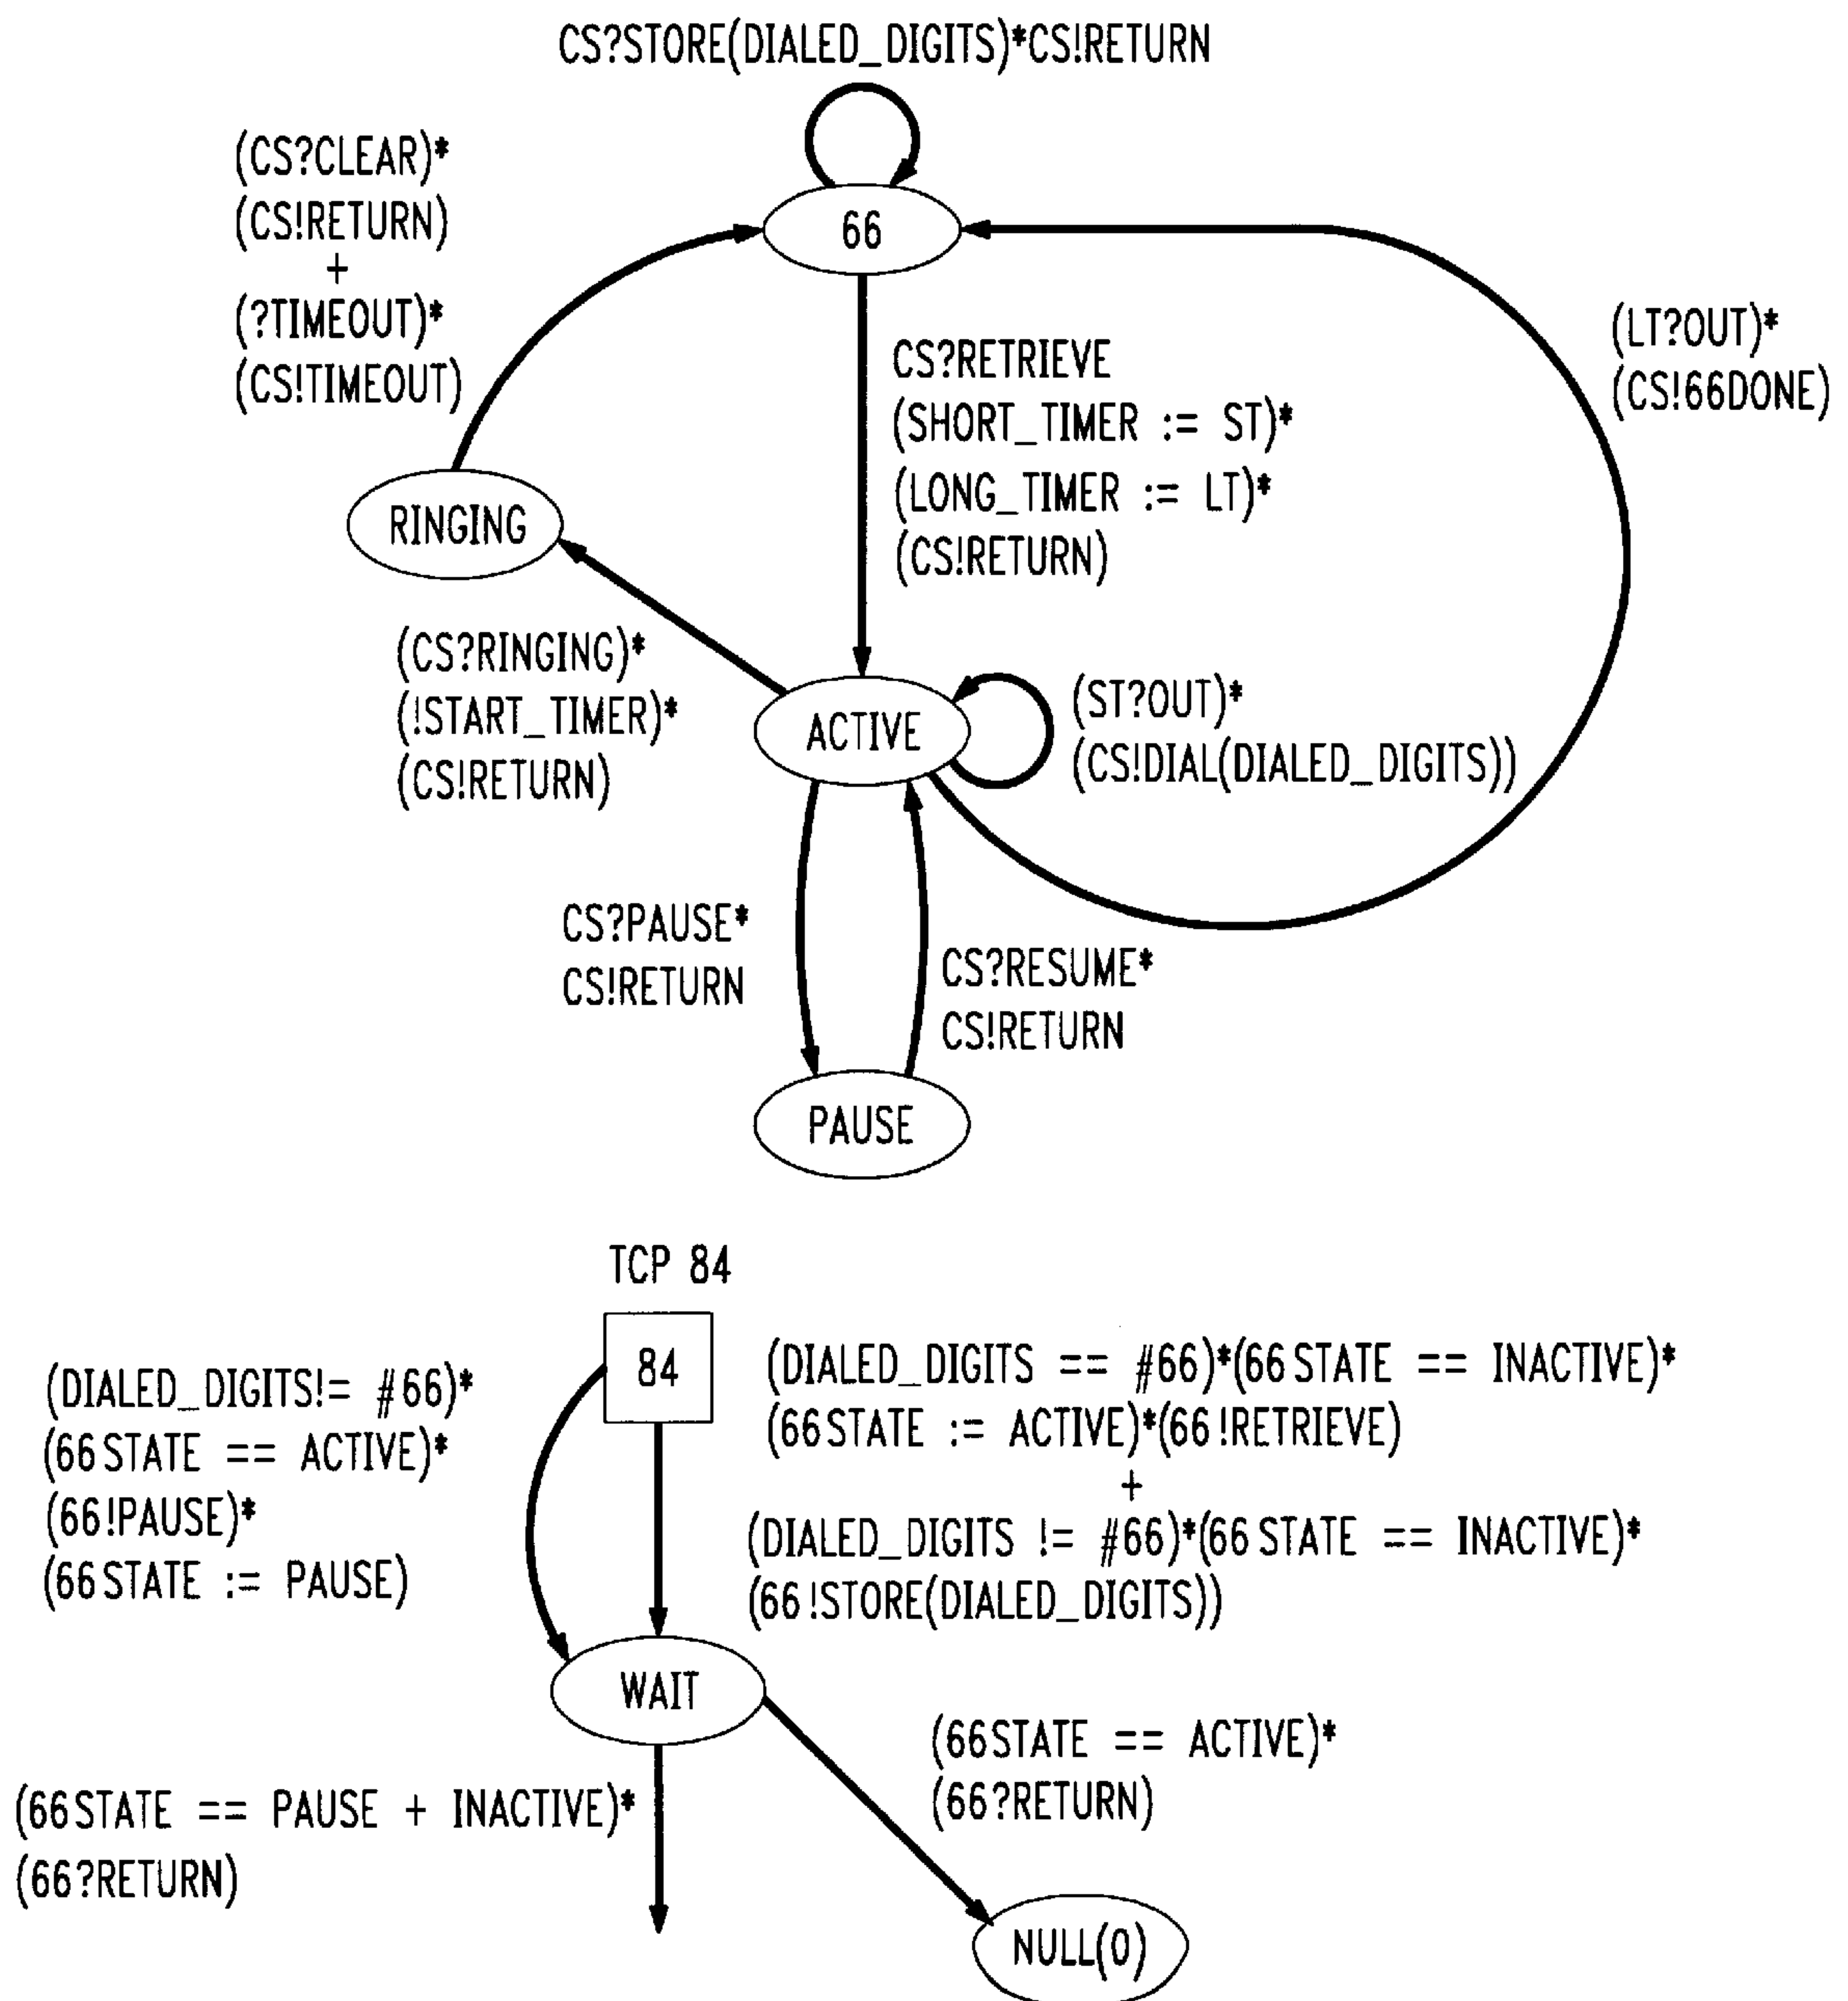 CS?STORE(DIALED_DIGITS)*CS!RETURN
(CS?CLEAR)*
(CS!RETURN)
+
(?TIMEOUT)*
(CS!TIMEOUT)
66
(LT?OUT)*
(CS!66DONE)
CS?RETRIEVE
(SHORT_TIMER := ST)*
(LONG_TIMER := LT)*
(CS!RETURN)
RINGING
(CS?RINGING)*
(!START_TIMER)*
(CS!RETURN)
ACTIVE
(ST?OUT)*
(CS!DIAL(DIALED_DIGITS))
CS?PAUSE*
CS!RETURN
CS?RESUME*
CS!RETURN
PAUSE
TCP 84
84
(DIALED_DIGITS!= #66)*
(66STATE == ACTIVE)*
(66!PAUSE)*
(66STATE := PAUSE)
(DIALED_DIGITS == #66)*(66STATE == INACTIVE)*
(66STATE := ACTIVE)*(66!RETRIEVE)
+
(DIALED_DIGITS != #66)*(66STATE == INACTIVE)*
(66!STORE(DIALED_DIGITS))
WAIT
(66STATE == ACTIVE)*
(66?RETURN)
(66STATE == PAUSE + INACTIVE)*
(66?RETURN)
NULL(0)